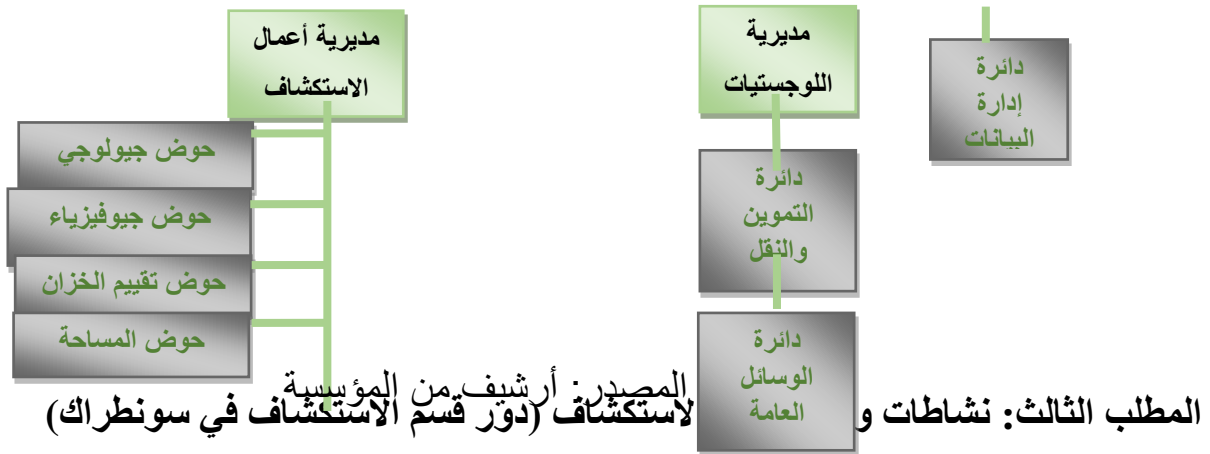 مديرية أعمال
الاستكشاف
مديرية
اللوجستيات
دائرة
إدارة
البيانات
حوض جيولوجي
حوض جيوفيزياء
حوض تقييم الخزان
حوض المساحة
دائرة
التموين
والنقل
دائرة
الوسائل
العامة
المصدر: أرشيف من المؤسسة
المطلب الثالث: نشاطات و لاستكشاف (دور قسم الاستكشاف في سونطراك)